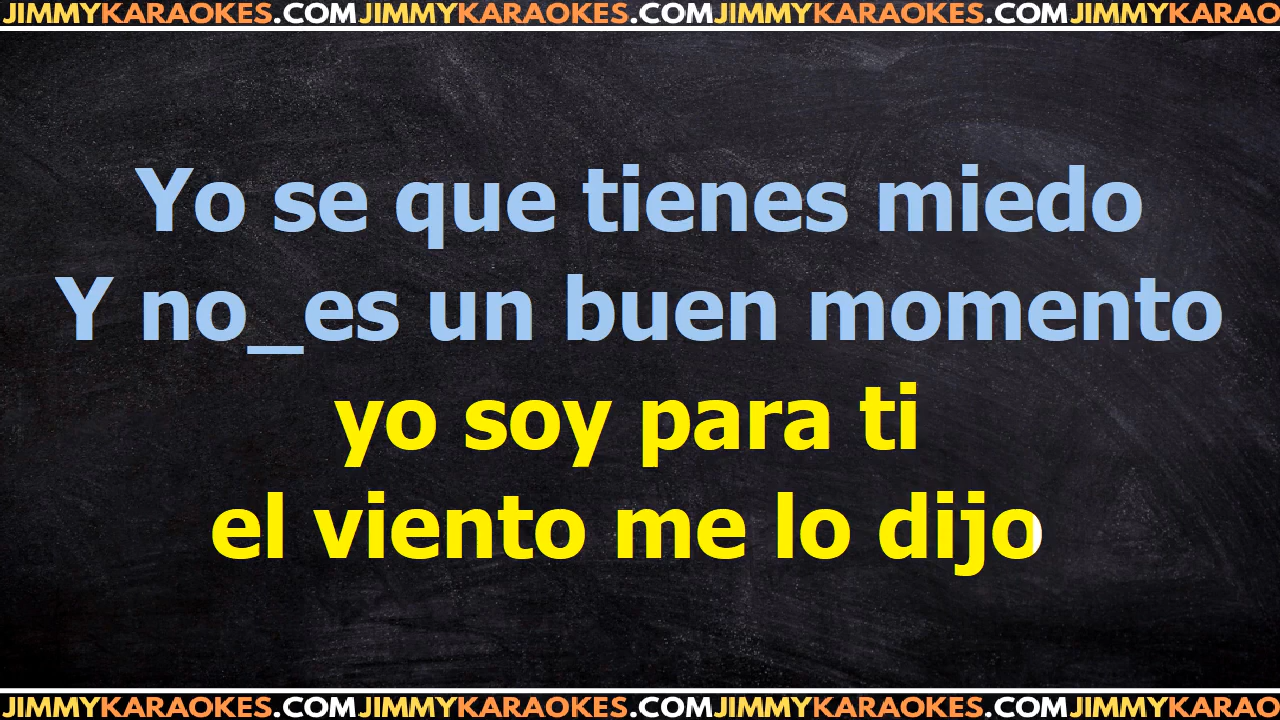 JIMMYKARAOKES.COMJIMMYKARAOKES.COMJIMMYKARAOKES.COMJIMMYKARAO
Yo se que tienes miedo
Y no_es un buen momento
yo soy para ti
el viento me lo dijo
JIMMYKARAOKES.COMJIMMYKARAOKES.COMJIMMYKARAOKES.COMJIMMYKARAO